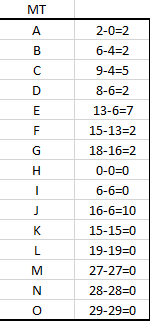 MT
A 2-0=2
B 6-4=2
C 9-4=5
D 8-6=2
E 13-6=7
F 15-13=2
G 18-16=2
H 0-0=0
I 6-6=0
J 16-6=10
K 15-15=0
L 19-19=0
M 27-27=0
N 28-28=0
O 29-29=0